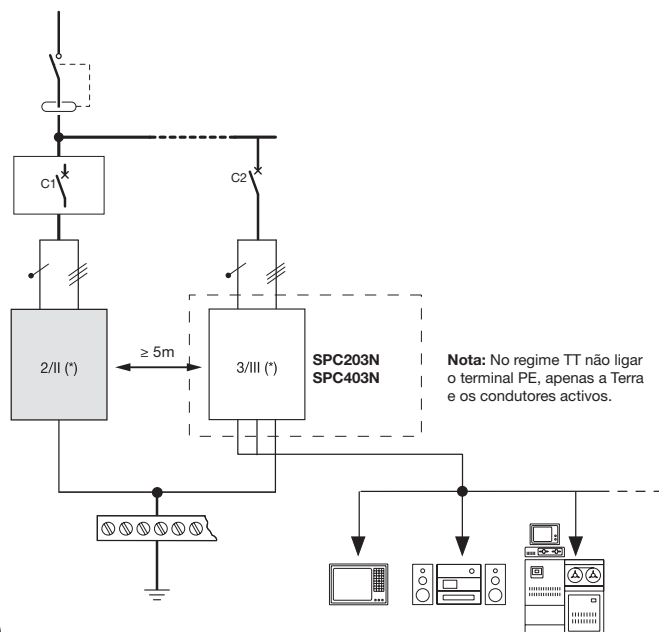 C1
C2
2/II (*)
≥ 5m
3/III (*)
SPC203N
SPC403N
Nota: No regime TT não ligar
o terminal PE, apenas a Terra
e os condutores activos.